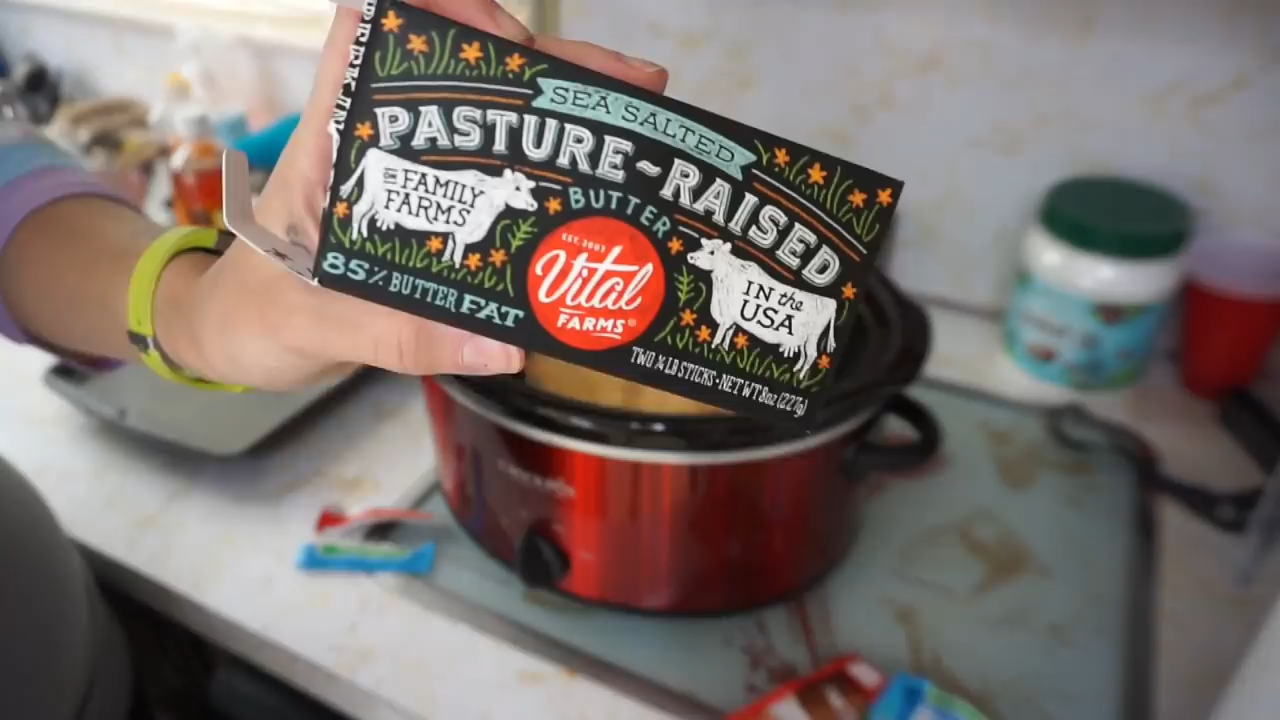 SEA SALTED
PASTURE~RAISED
BUTTER
ON FAMILY
FARMS
IN the
USA
85% BUTTER FAT
EST. 2007
Vital
FARMS®
TWO ¼ LB STICKS • NET WT 8oz (227g)